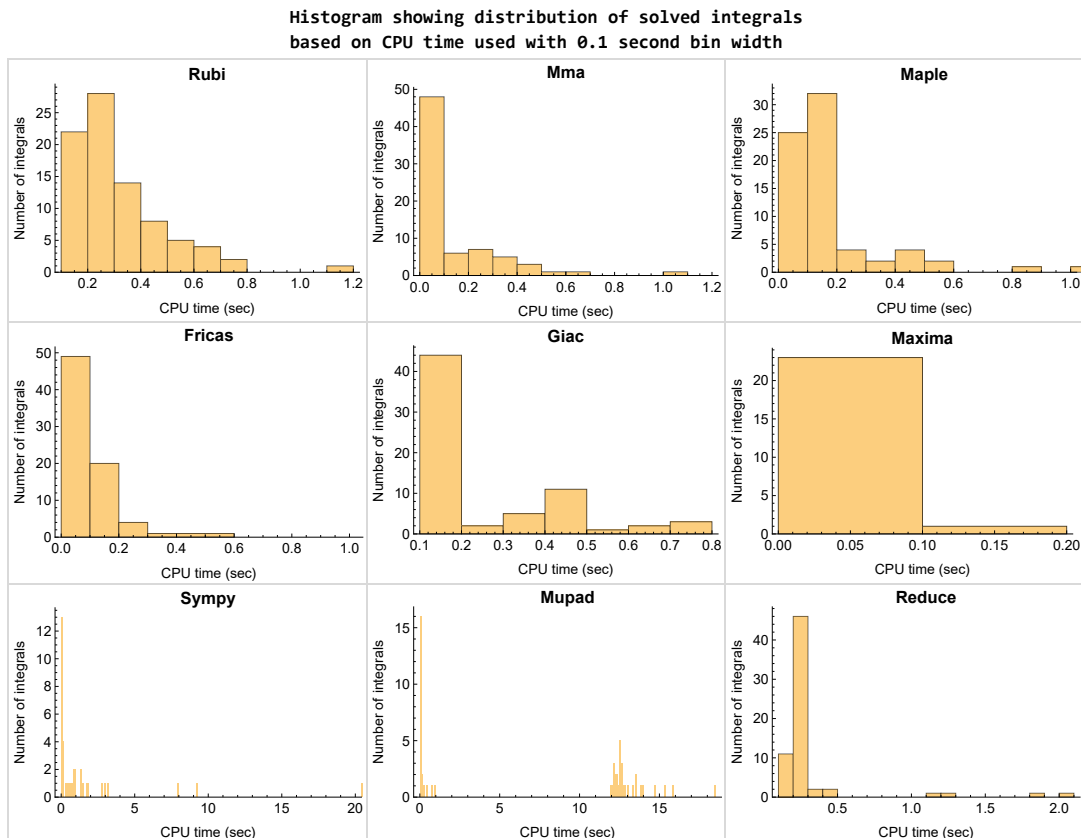 Histogram showing distribution of solved integrals
based on CPU time used with 0.1 second bin width
Rubi
Number of integrals
25
20
15
10
5
0
0.2 0.4 0.6 0.8 1.0 1.2
CPU time (sec)
Mma
Number of integrals
50
40
30
20
10
0
0.0 0.2 0.4 0.6 0.8 1.0 1.2
CPU time (sec)
Maple
Number of integrals
30
25
20
15
10
5
0
0.0 0.2 0.4 0.6 0.8 1.0
CPU time (sec)
Fricas
Number of integrals
50
40
30
20
10
0
0.0 0.2 0.4 0.6 0.8 1.0
CPU time (sec)
Giac
Number of integrals
40
30
20
10
0
0.1 0.2 0.3 0.4 0.5 0.6 0.7 0.8
CPU time (sec)
Maxima
Number of integrals
20
15
10
5
0
0.00 0.05 0.10 0.15 0.20
CPU time (sec)
Sympy
Number of integrals
12
10
8
6
4
2
0
0 5 10 15 20
CPU time (sec)
Mupad
Number of integrals
15
10
5
0
0 5 10 15
CPU time (sec)
Reduce
Number of integrals
40
30
20
10
0
0.5 1.0 1.5 2.0
CPU time (sec)